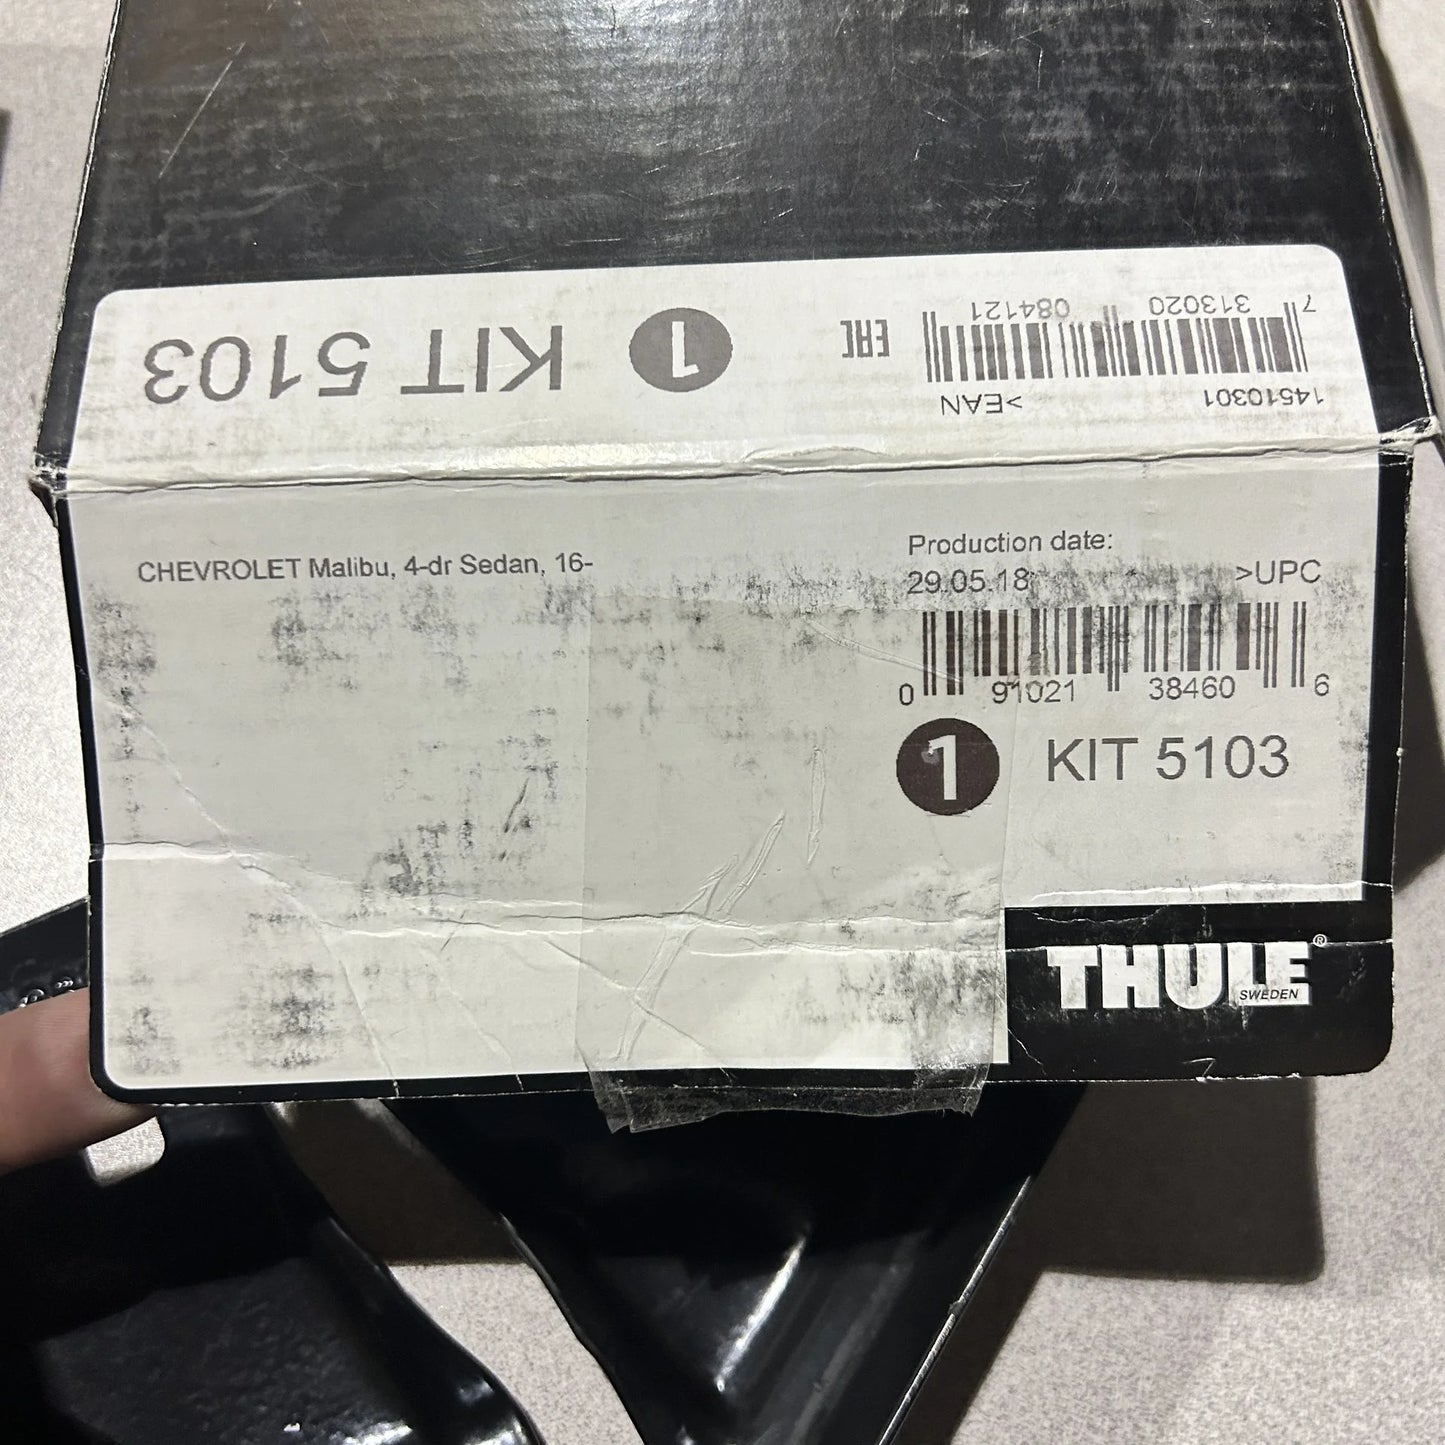 14510301 >EAN
7 313020 084121
EAC
1 KIT 5103
CHEVROLET Malibu, 4-dr Sedan, 16-
Production date:
29.05.18 >UPC
0 91021 38460 6
1 KIT 5103
THULE®
SWEDEN